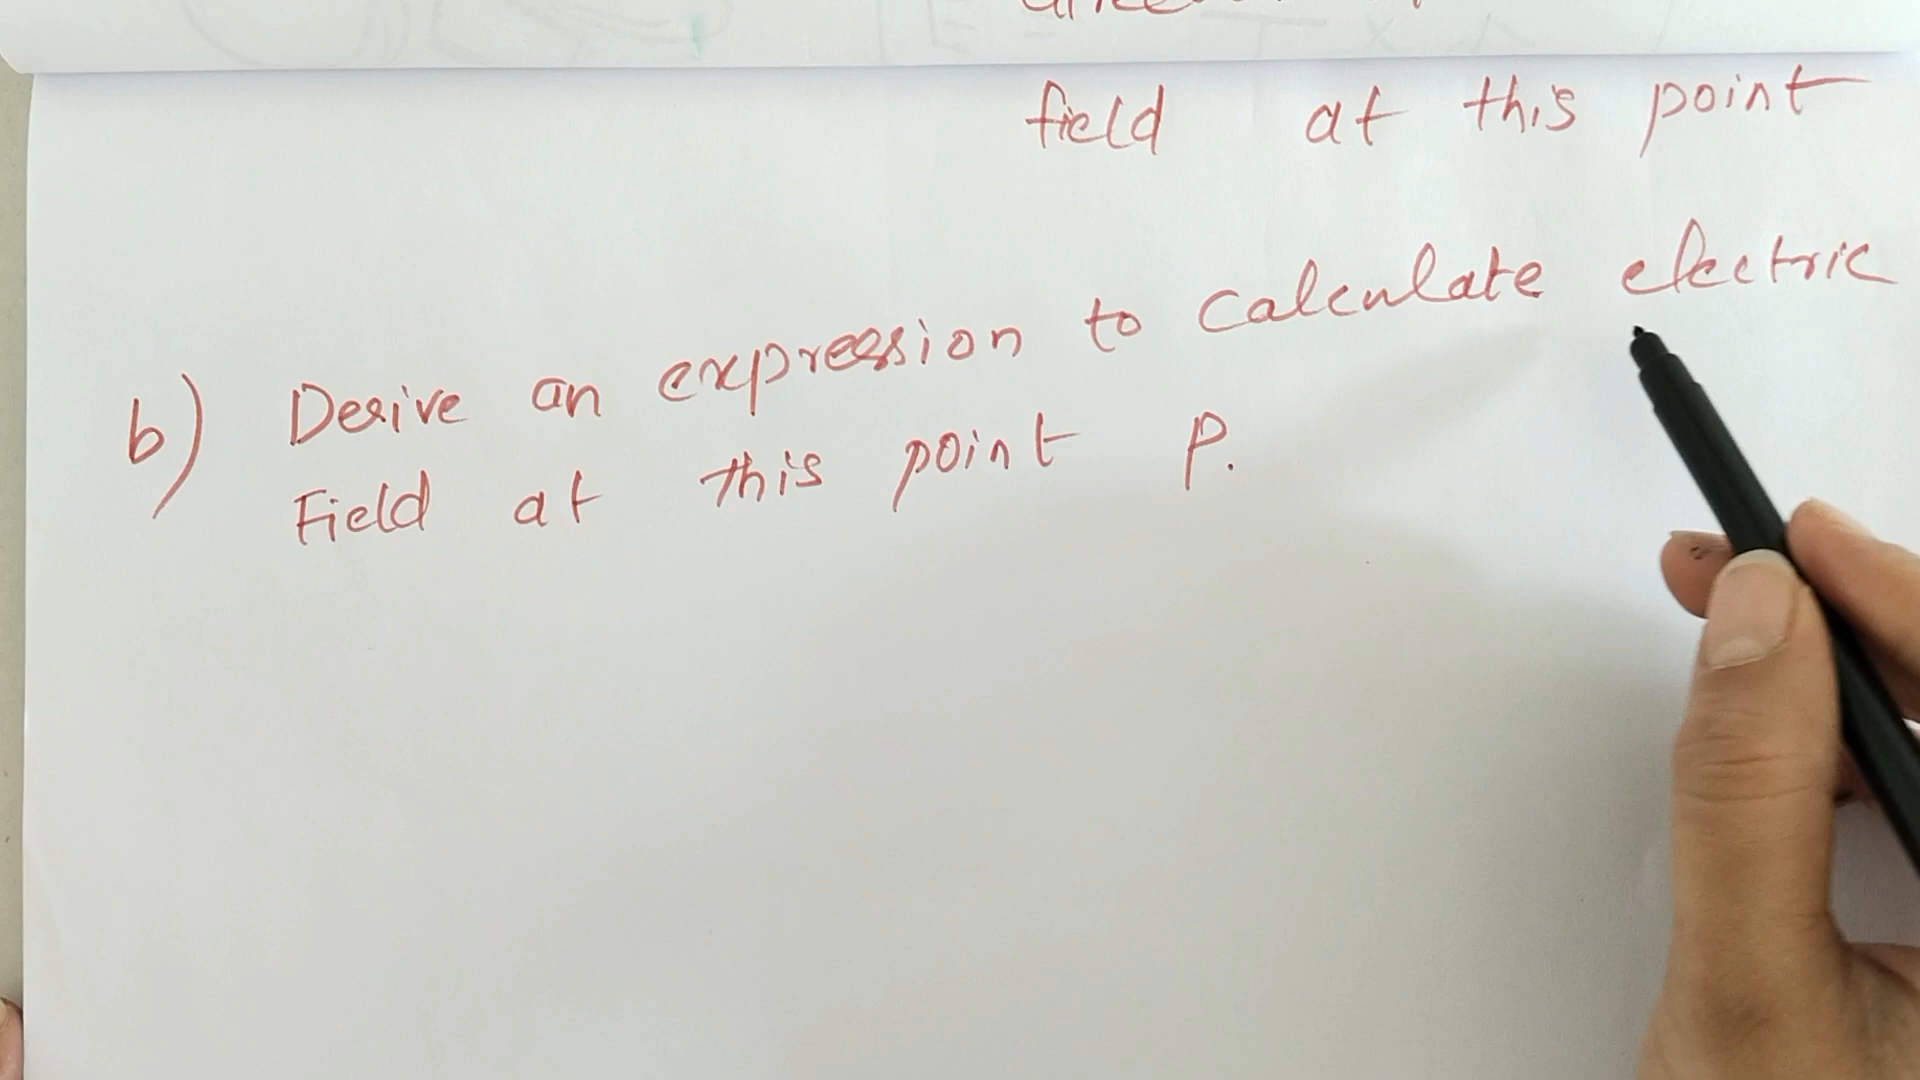 field at this point
b) Derive an expression to calculate electric
Field at this point P.